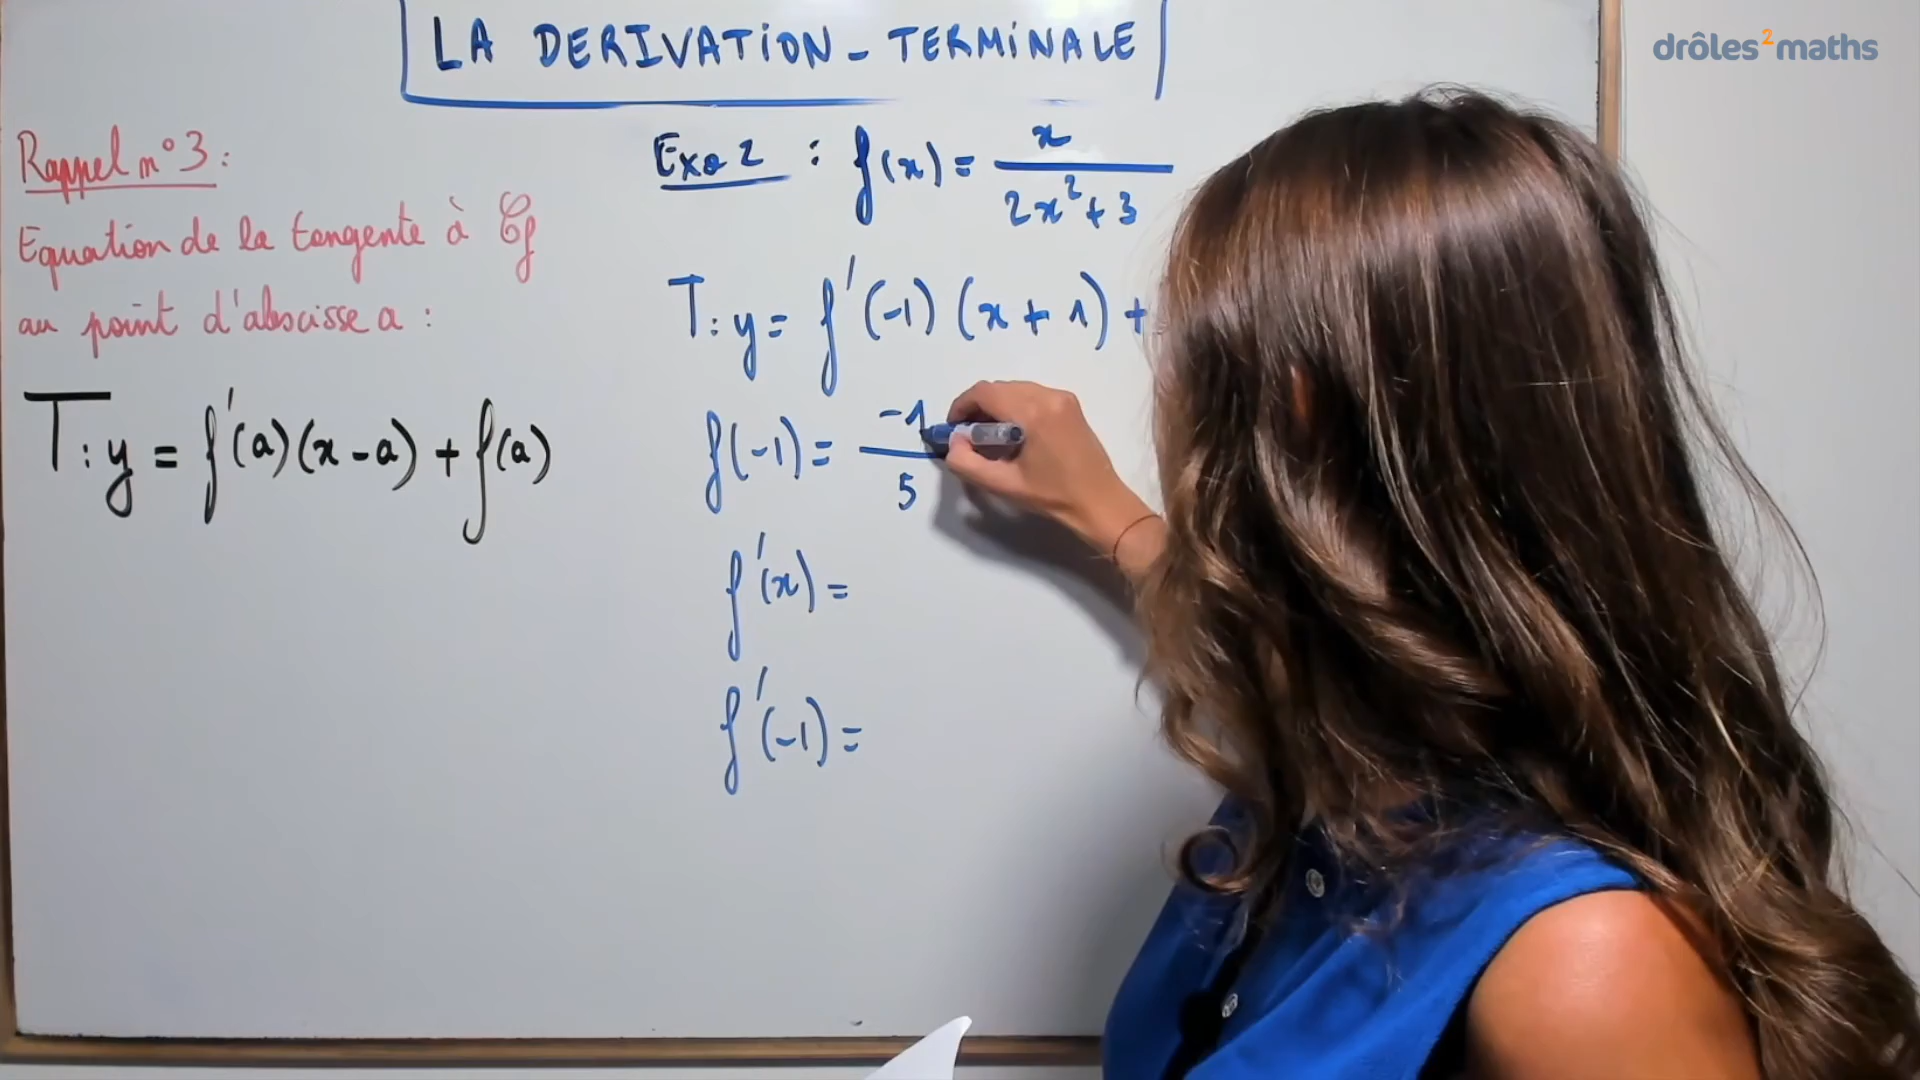 LA DERIVATION - TERMINALE
drôles²maths
Rappel n°3 :
Equation de la tangente à Cf
au point d'abscisse a :
T : y = f'(a)(x-a) + f(a)
Exo 2 : f(x) = x / (2x² + 3)
T : y = f'(-1) (x + 1) +
f(-1) = -1 / 5
f'(x) =
f'(-1) =